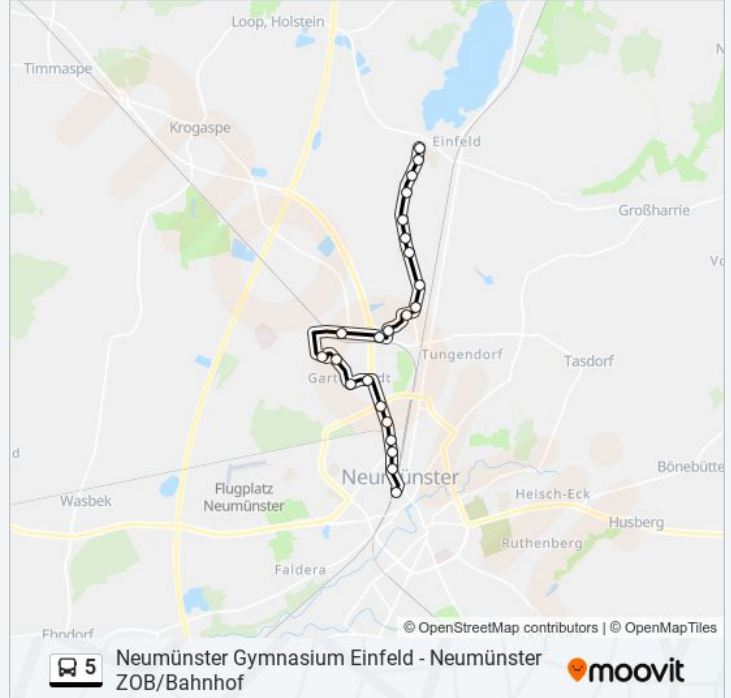 Loop, Holstein
Timmaspe
Krogaspe
Einfeld
Großharrie
Tungendorf
Tasdorf
Neumünster
Bönebütte
Flugplatz
Neumünster
Wasbek
Heisch-Eck
Husberg
Ruthenberg
Faldera
Ehndorf
© OpenStreetMap contributors | © OpenMapTiles
5 Neumünster Gymnasium Einfeld - Neumünster
ZOB/Bahnhof
moovit